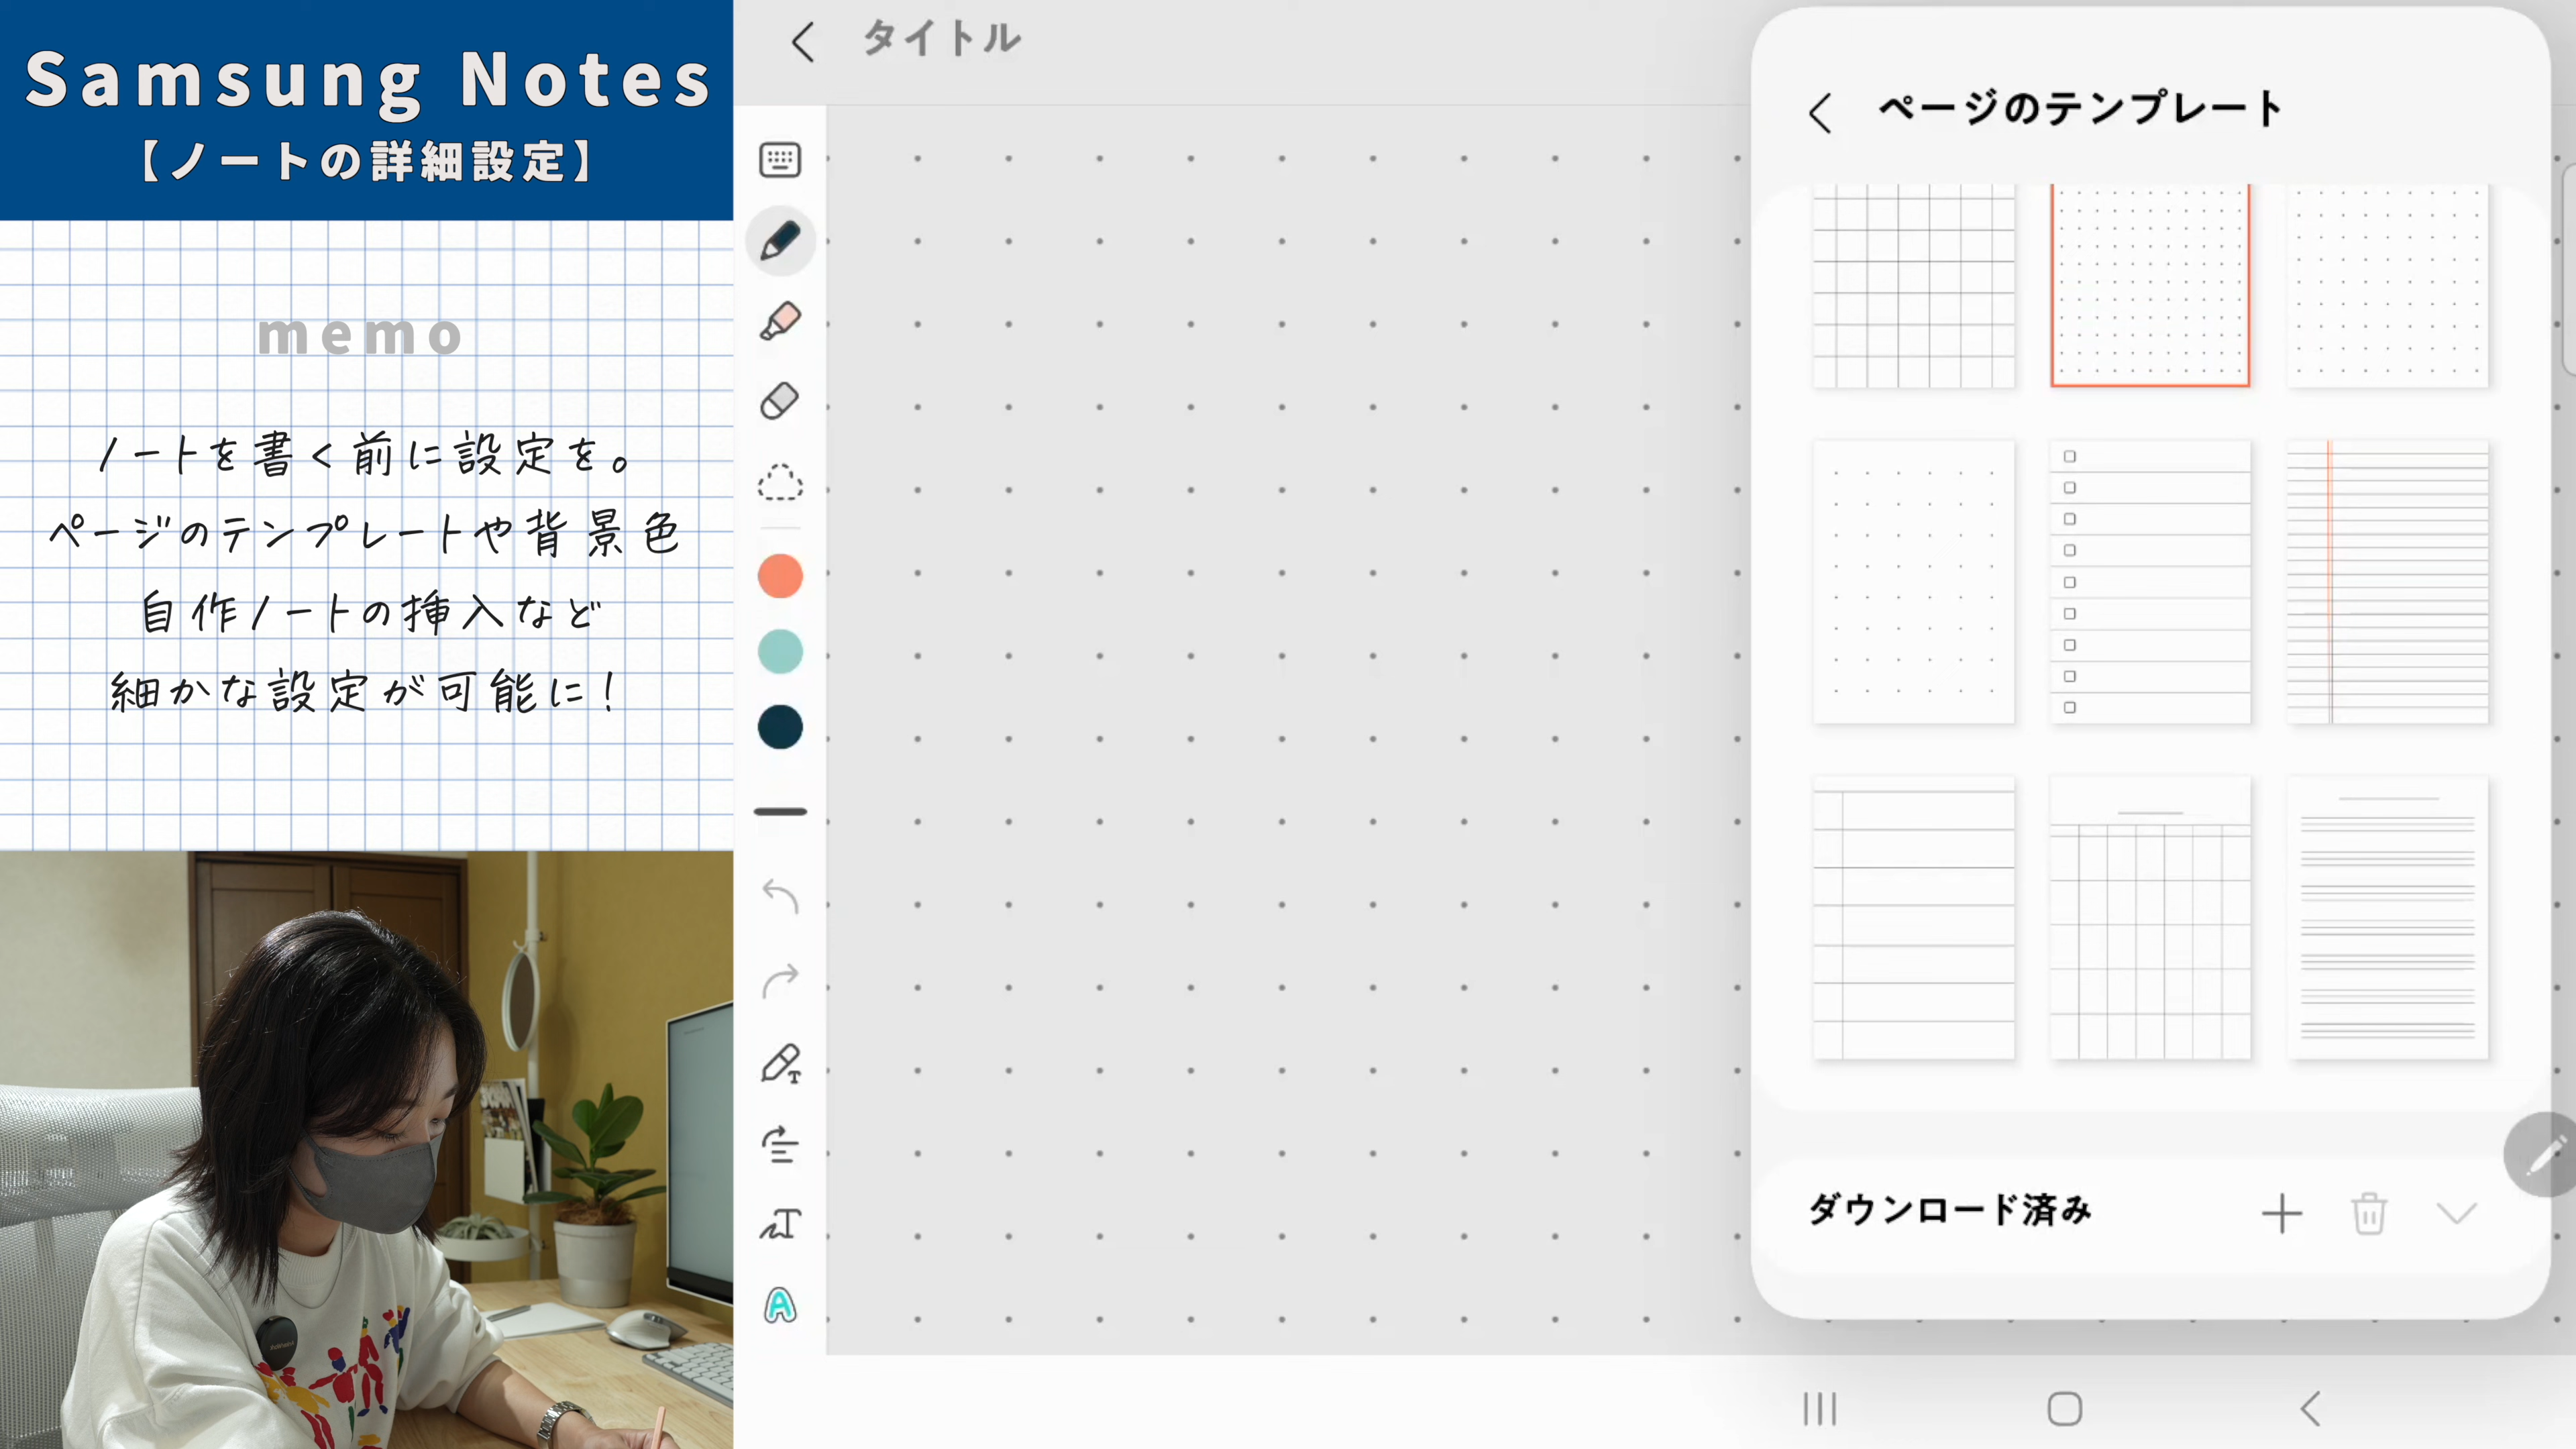 Samsung Notes
【ノートの詳細設定】
memo
ノートを書く前に設定を。
ページのテンプレートや背景色
自作ノートの挿入など
細かな設定が可能に！
タイトル
ページのテンプレート
ダウンロード済み